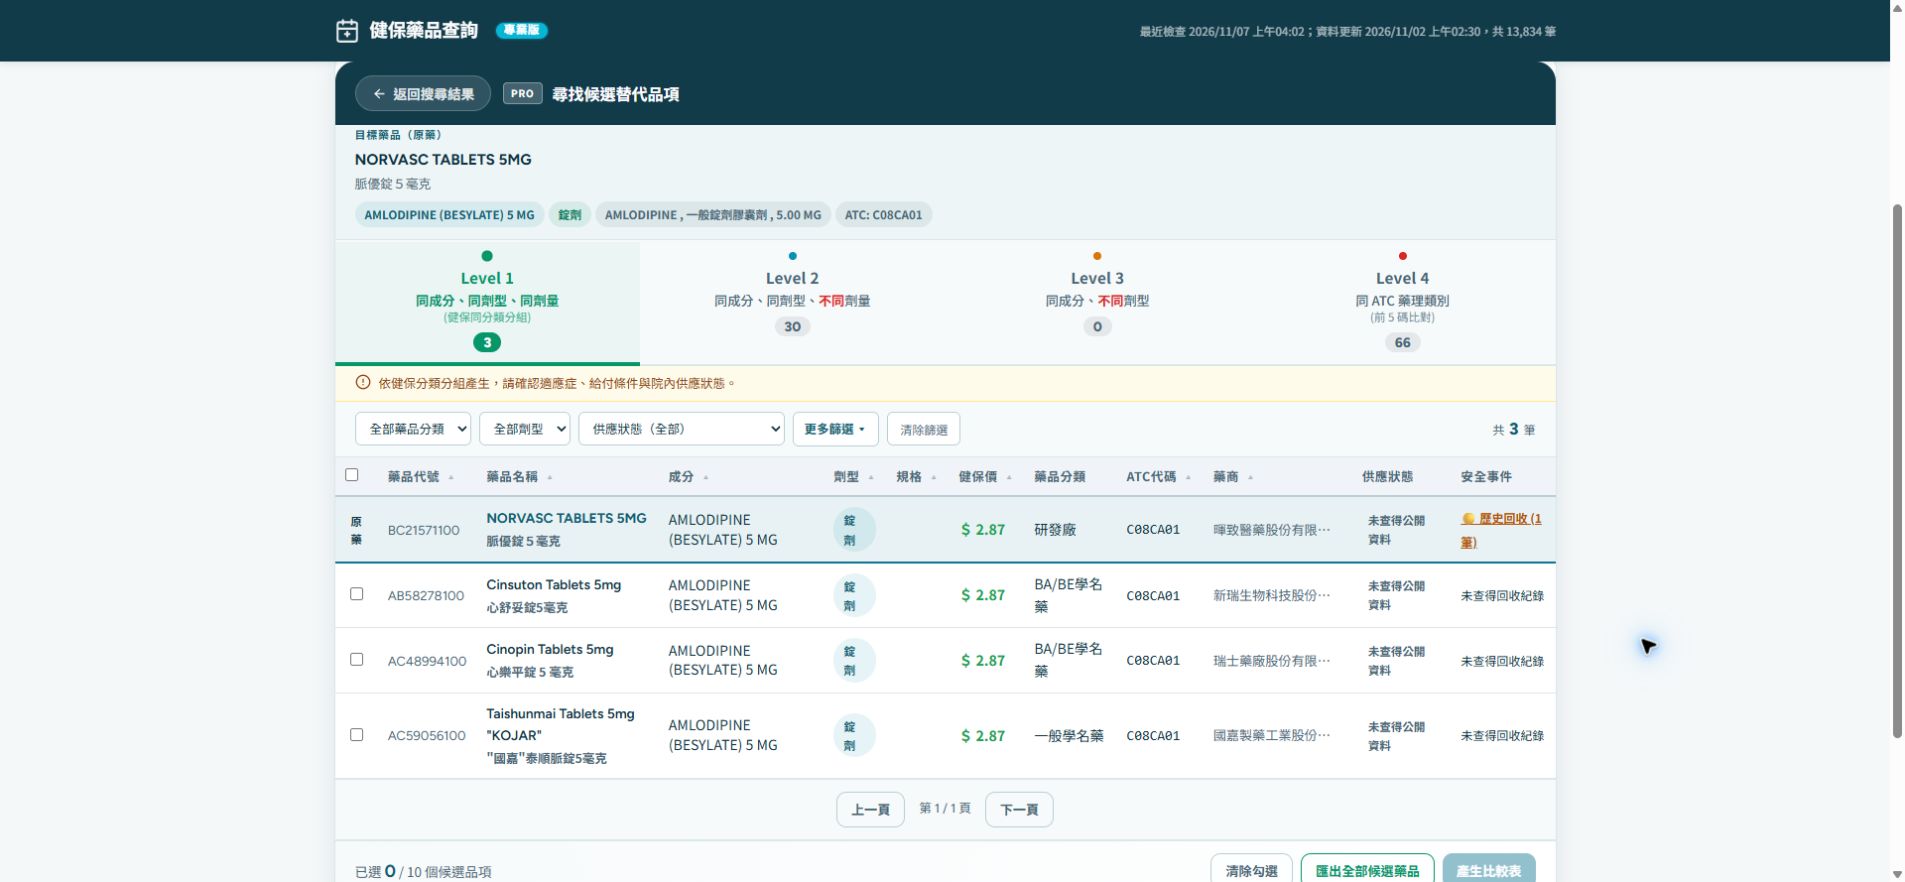 健保藥品查詢 專業版 最近檢查 2026/11/07 上午04:02；資料更新 2026/11/02 上午02:30，共 13,834 筆
← 返回搜尋結果 PRO 尋找候選替代品項
目標藥品（原藥）
NORVASC TABLETS 5MG
脈優錠 5 毫克
AMLODIPINE (BESYLATE) 5 MG 錠劑 AMLODIPINE , 一般錠劑膠囊劑 , 5.00 MG ATC: C08CA01
Level 1
同成分、同劑型、同劑量
(健保同分類分組)
3
Level 2
同成分、同劑型、不同劑量
30
Level 3
同成分、不同劑型
0
Level 4
同 ATC 藥理類別
(前 5 碼比對)
66
依健保分類分組產生，請確認適應症、給付條件與院內供應狀態。
全部藥品分類 全部劑型 供應狀態（全部） 更多篩選 清除篩選 共 3 筆
藥品代號 藥品名稱 成分 劑型 規格 健保價 藥品分類 ATC代碼 藥商 供應狀態 安全事件
原
藥
BC21571100
NORVASC TABLETS 5MG
脈優錠 5 毫克
AMLODIPINE
(BESYLATE) 5 MG
錠
劑
$ 2.87
研發廠
C08CA01
暉致醫藥股份有限⋯
未查得公開
資料
歷史回收 (1
筆)
AB58278100
Cinsuton Tablets 5mg
心舒妥錠5毫克
AMLODIPINE
(BESYLATE) 5 MG
錠
劑
$ 2.87
BA/BE學名
藥
C08CA01
新瑞生物科技股份⋯
未查得公開
資料
未查得回收紀錄
AC48994100
Cinopin Tablets 5mg
心樂平錠 5 毫克
AMLODIPINE
(BESYLATE) 5 MG
錠
劑
$ 2.87
BA/BE學名
藥
C08CA01
瑞士藥廠股份有限⋯
未查得公開
資料
未查得回收紀錄
AC59056100
Taishunmai Tablets 5mg
"KOJAR"
"國嘉"泰順脈錠5毫克
AMLODIPINE
(BESYLATE) 5 MG
錠
劑
$ 2.87
一般學名藥
C08CA01
國嘉製藥工業股份⋯
未查得公開
資料
未查得回收紀錄
上一頁 第 1 / 1 頁 下一頁
已選 0 / 10 個候選品項 清除勾選 匯出全部候選藥品 產生比較表